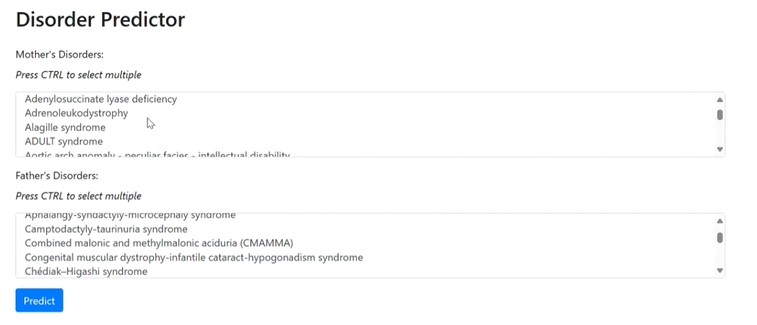 Disorder Predictor
Mother's Disorders:
Press CTRL to select multiple
Adenylosuccinate lyase deficiency
Adrenoleukodystrophy
Alagille syndrome
ADULT syndrome
Aortic arch anomaly - peculiar facies - intellectual disability
Father's Disorders:
Press CTRL to select multiple
Aphalangy-syndactyly-microcephaly syndrome
Camptodactyly-taurinuria syndrome
Combined malonic and methylmalonic aciduria (CMAMMA)
Congenital muscular dystrophy-infantile cataract-hypogonadism syndrome
Chédiak–Higashi syndrome
Predict